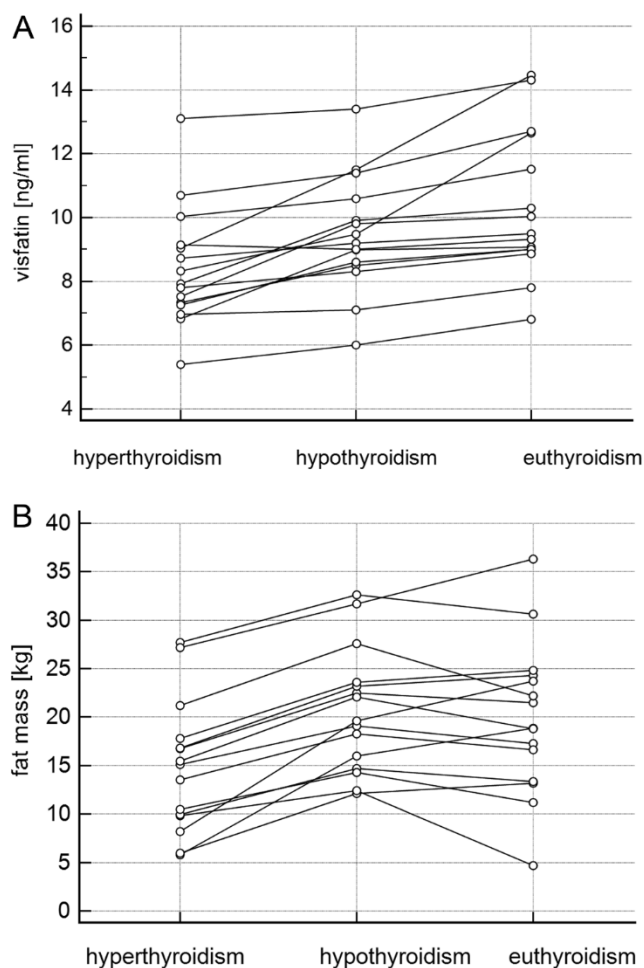 A
16
14
12
10
8
6
4
visfatin [ng/ml]
hyperthyroidism hypothyroidism euthyroidism
B
40
35
30
25
20
15
10
5
0
fat mass [kg]
hyperthyroidism hypothyroidism euthyroidism